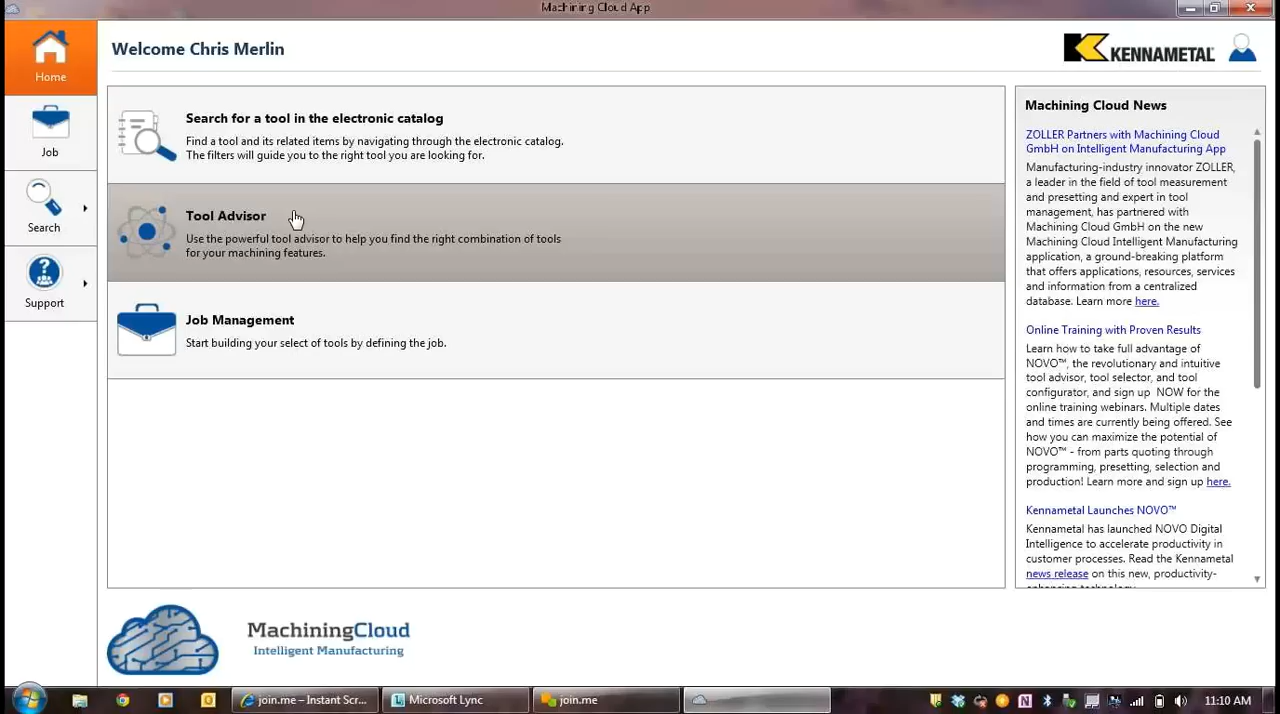 Machining Cloud App
Home
Job
Search
Support
Welcome Chris Merlin
KENNAMETAL
Search for a tool in the electronic catalog
Find a tool and its related items by navigating through the electronic catalog.
The filters will guide you to the right tool you are looking for.
Tool Advisor
Use the powerful tool advisor to help you find the right combination of tools
for your machining features.
Job Management
Start building your select of tools by defining the job.
Machining Cloud News
ZOLLER Partners with Machining Cloud
GmbH on Intelligent Manufacturing App
Manufacturing-industry innovator ZOLLER,
a leader in the field of tool measurement
and presetting and expert in tool
management, has partnered with
Machining Cloud GmbH on the new
Machining Cloud Intelligent Manufacturing
application, a ground-breaking platform
that offers applications, resources, services
and information from a centralized
database. Learn more here.
Online Training with Proven Results
Learn how to take full advantage of
NOVO™, the revolutionary and intuitive
tool advisor, tool selector, and tool
configurator, and sign up NOW for the
online training webinars. Multiple dates
and times are currently being offered. See
how you can maximize the potential of
NOVO™ - from parts quoting through
programming, presetting, selection and
production! Learn more and sign up here.
Kennametal Launches NOVO™
Kennametal has launched NOVO Digital
Intelligence to accelerate productivity in
customer processes. Read the Kennametal
news release on this new, productivity-
enhancing technology.
MachiningCloud
Intelligent Manufacturing
join.me – Instant Scr...
Microsoft Lync
join.me
11:10 AM